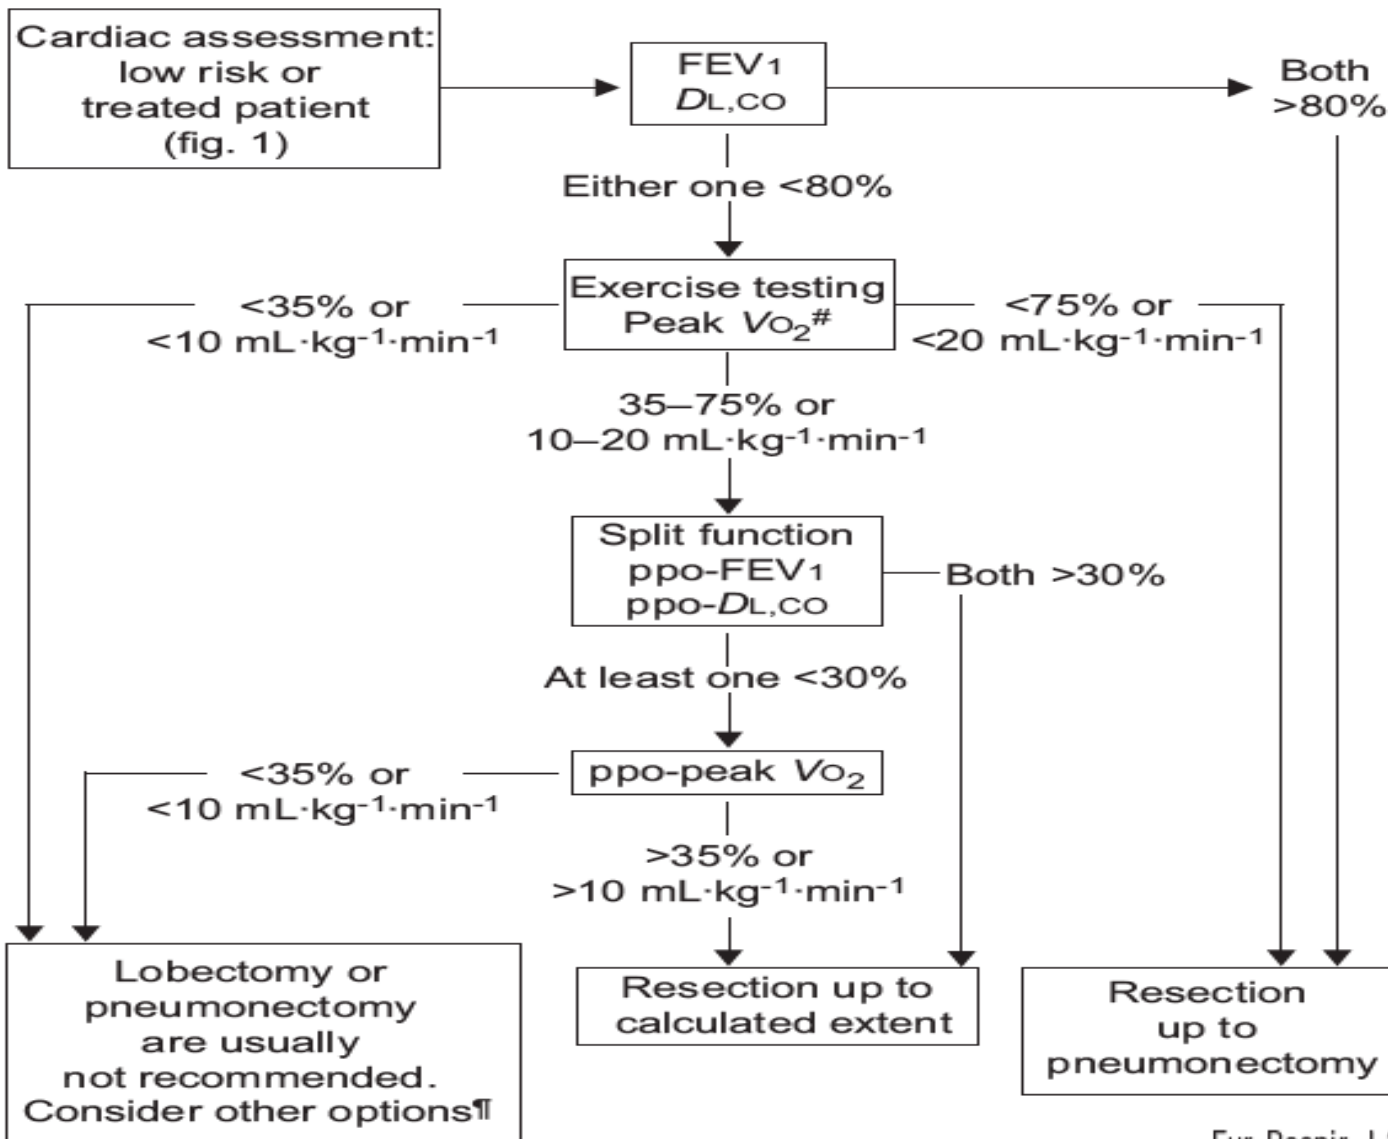 Cardiac assessment:
low risk or
treated patient
(fig. 1)
FEV1
DL,CO
Both
>80%
Either one <80%
Exercise testing
Peak VO2#
<35% or
<10 mL·kg-1·min-1
<75% or
<20 mL·kg-1·min-1
35–75% or
10–20 mL·kg-1·min-1
Split function
ppo-FEV1
ppo-DL,CO
Both >30%
At least one <30%
ppo-peak VO2
<35% or
<10 mL·kg-1·min-1
>35% or
>10 mL·kg-1·min-1
Lobectomy or
pneumonectomy
are usually
not recommended.
Consider other options¶
Resection up to
calculated extent
Resection
up to
pneumonectomy